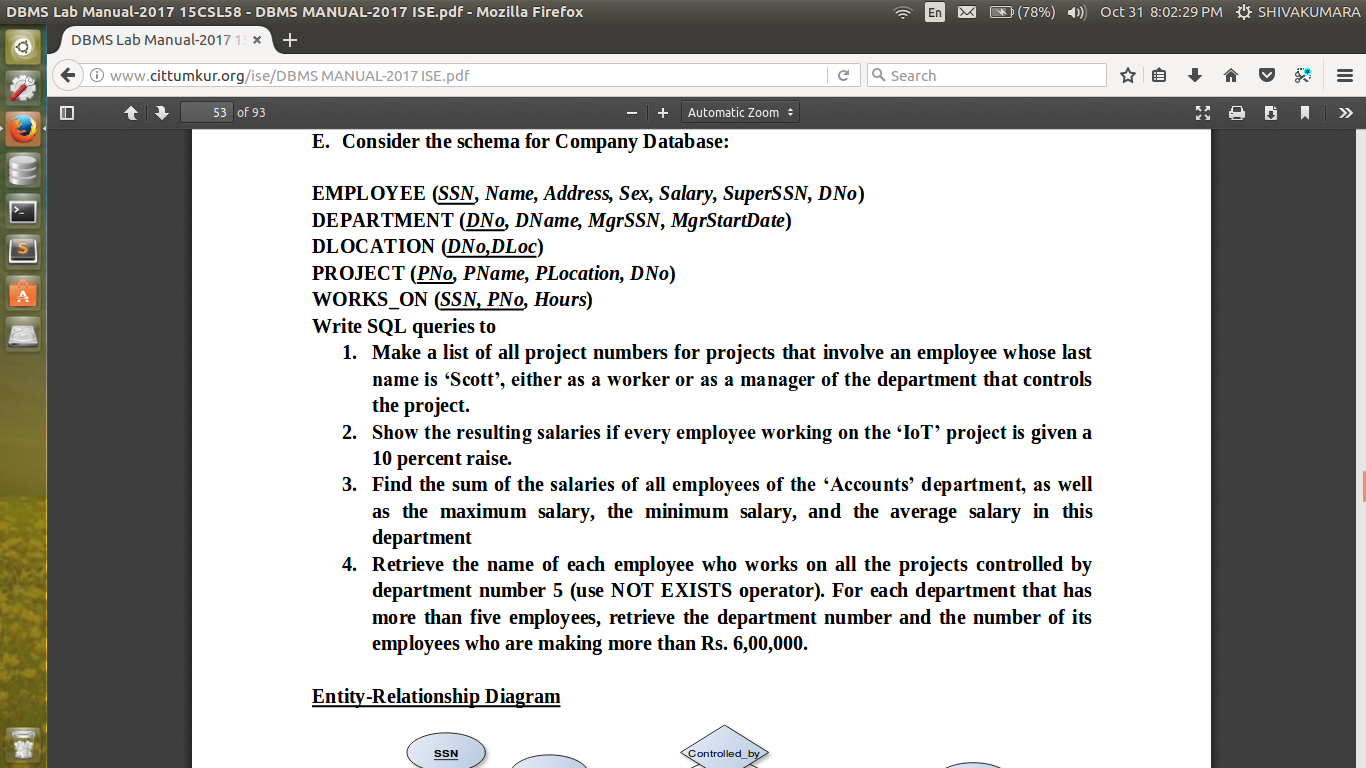 DBMS Lab Manual-2017 15CSL58 - DBMS MANUAL-2017 ISE.pdf - Mozilla Firefox
En
(78%)
Oct 31 8:02:29 PM
SHIVAKUMARA
DBMS Lab Manual-2017 1
www.cittumkur.org/ise/DBMS MANUAL-2017 ISE.pdf
Search
53 of 93
Automatic Zoom
E. Consider the schema for Company Database:
EMPLOYEE (SSN, Name, Address, Sex, Salary, SuperSSN, DNo)
DEPARTMENT (DNo, DName, MgrSSN, MgrStartDate)
DLOCATION (DNo,DLoc)
PROJECT (PNo, PName, PLocation, DNo)
WORKS_ON (SSN, PNo, Hours)
Write SQL queries to
1. Make a list of all project numbers for projects that involve an employee whose last
name is ‘Scott’, either as a worker or as a manager of the department that controls
the project.
2. Show the resulting salaries if every employee working on the ‘IoT’ project is given a
10 percent raise.
3. Find the sum of the salaries of all employees of the ‘Accounts’ department, as well
as the maximum salary, the minimum salary, and the average salary in this
department
4. Retrieve the name of each employee who works on all the projects controlled by
department number 5 (use NOT EXISTS operator). For each department that has
more than five employees, retrieve the department number and the number of its
employees who are making more than Rs. 6,00,000.
Entity-Relationship Diagram
SSN
Controlled_by